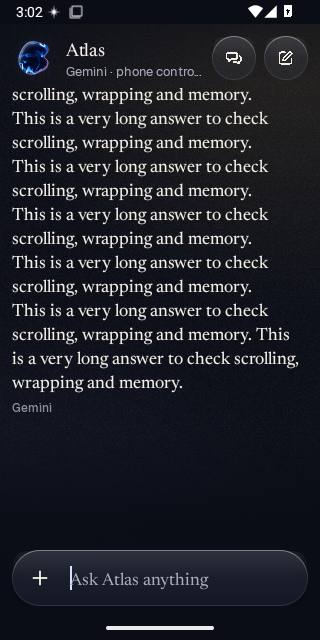 3:02
Atlas
Gemini · phone contro...
scrolling, wrapping and memory.
This is a very long answer to check
scrolling, wrapping and memory.
This is a very long answer to check
scrolling, wrapping and memory.
This is a very long answer to check
scrolling, wrapping and memory.
This is a very long answer to check
scrolling, wrapping and memory.
This is a very long answer to check
scrolling, wrapping and memory. This
is a very long answer to check scrolling,
wrapping and memory.
Gemini
Ask Atlas anything